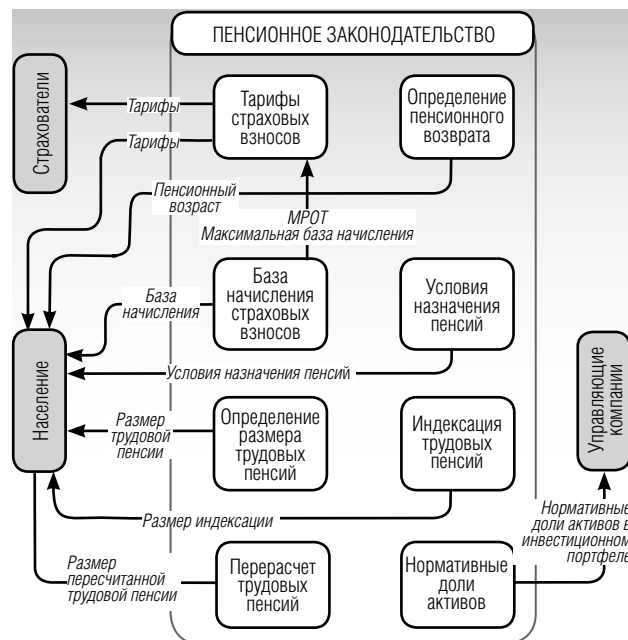 ПЕНСИОННОЕ ЗАКОНОДАТЕЛЬСТВО
Страхователи
Тарифы
Тарифы
Тарифы
страховых
взносов
Определение
пенсионного
возврата
Пенсионный
возраст
МРОТ
Максимальная база начисления
База
начисления
База
начисления
страховых
взносов
Условия
назначения
пенсий
Население
Условия назначения пенсий
Управляющие
компании
Размер
трудовой
пенсии
Определение
размера
трудовых
пенсий
Индексация
трудовых
пенсий
Размер индексации
Нормативные
доли активов в
инвестиционном
портфеле
Размер
пересчитанной
трудовой пенсии
Перерасчет
трудовых
пенсий
Нормативные
доли
активов